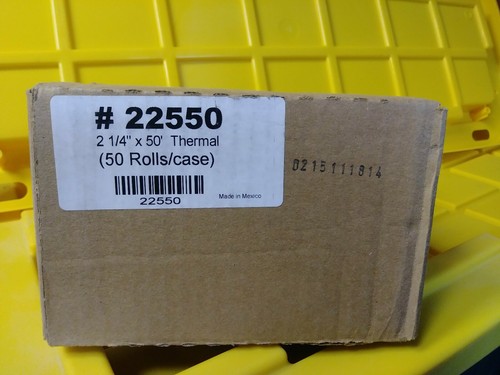 # 22550
2 1/4" x 50' Thermal
(50 Rolls/case)
22550
Made in Mexico
0215111814